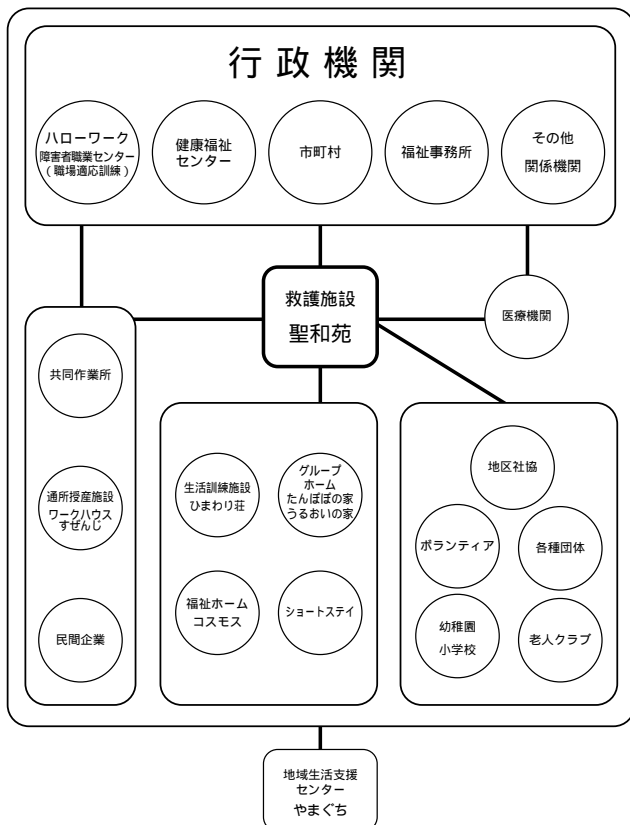 行政機関
ハローワーク
障害者職業センター
(職場適応訓練)
健康福祉
センター
市町村
福祉事務所
その他
関係機関
救護施設
聖和苑
医療機関
共同作業所
通所授産施設
ワークハウス
すぜんじ
民間企業
生活訓練施設
ひまわり荘
グループ
ホーム
たんぽぽの家
うるおいの家
福祉ホーム
コスモス
ショートステイ
地区社協
ボランティア
各種団体
幼稚園
小学校
老人クラブ
地域生活支援
センター
やまぐち